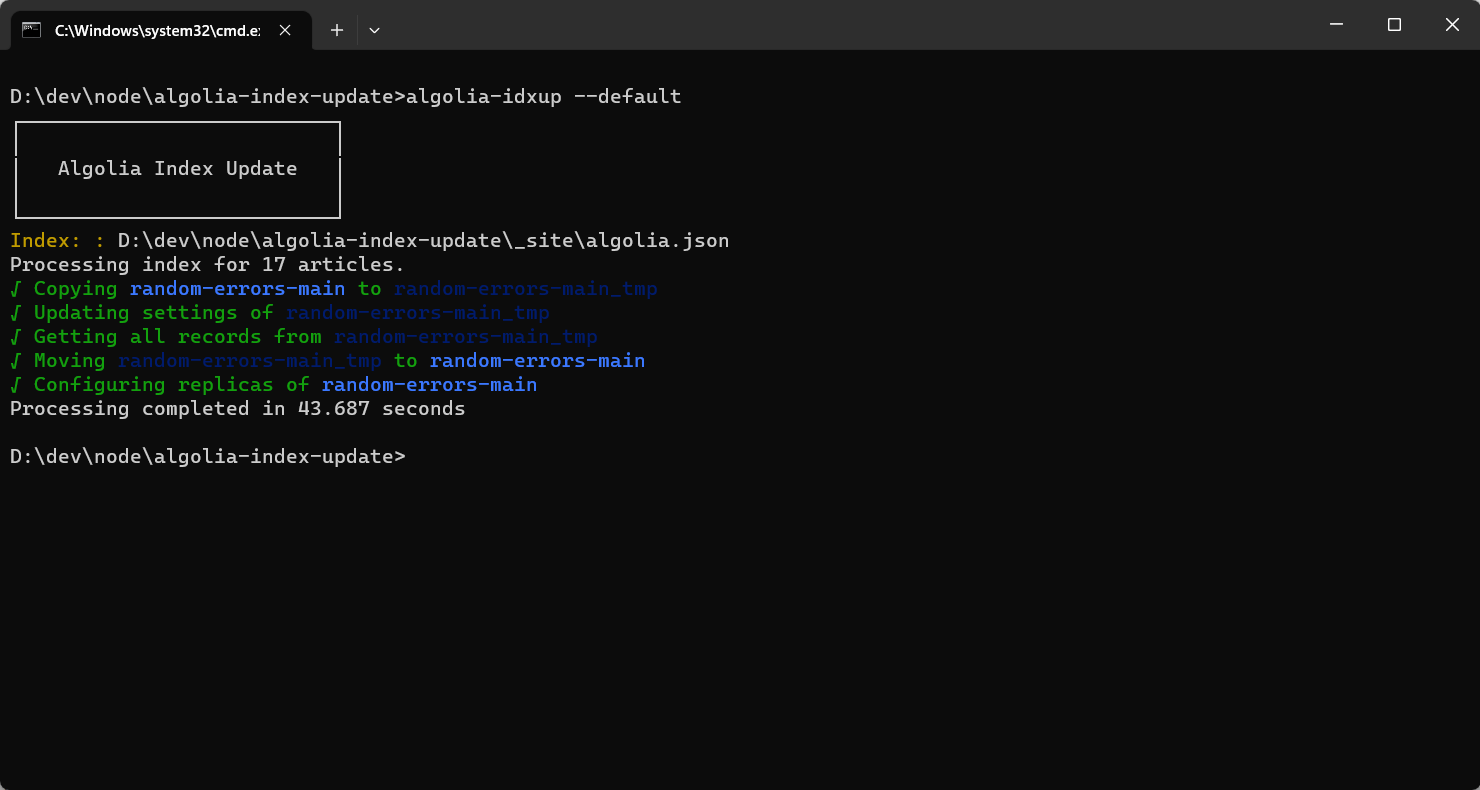 C:\Windows\system32\cmd.e
D:\dev\node\algolia-index-update>algolia-idxup --default
Algolia Index Update
Index: : D:\dev\node\algolia-index-update\_site\algolia.json
Processing index for 17 articles.
√ Copying random-errors-main to random-errors-main_tmp
√ Updating settings of random-errors-main_tmp
√ Getting all records from random-errors-main_tmp
√ Moving random-errors-main_tmp to random-errors-main
√ Configuring replicas of random-errors-main
Processing completed in 43.687 seconds
D:\dev\node\algolia-index-update>